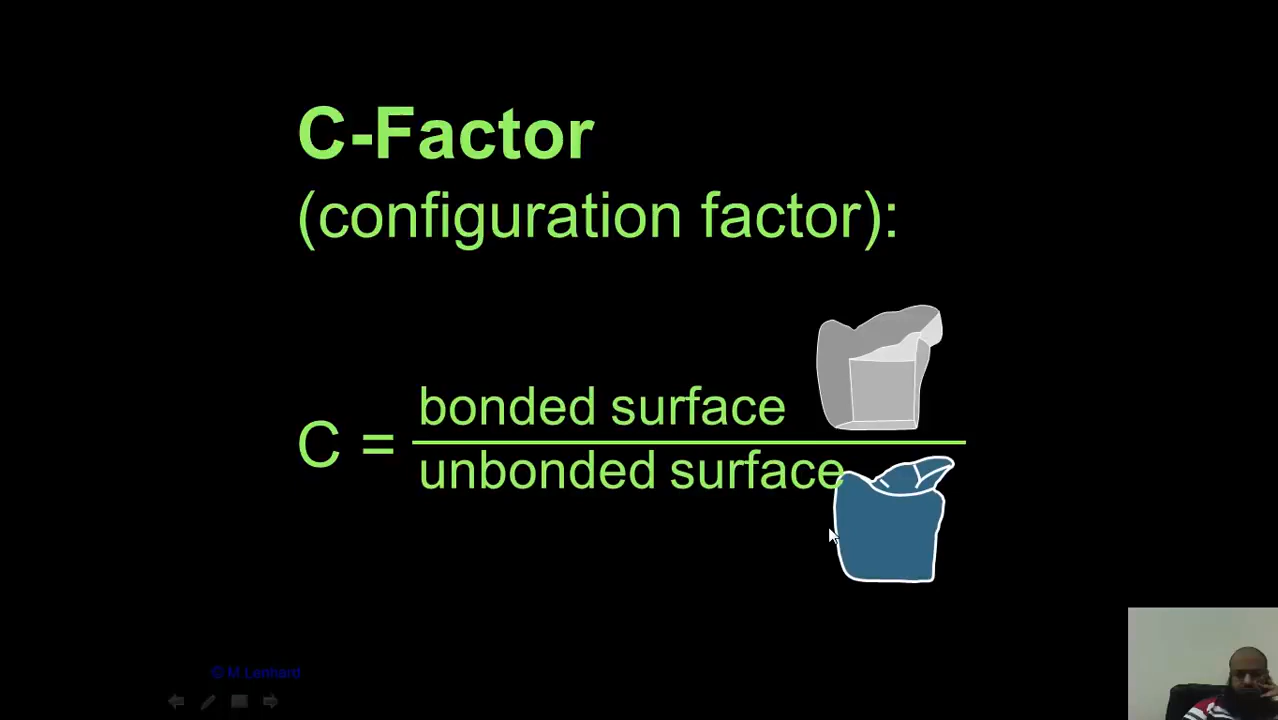 C-Factor
(configuration factor):
C = bonded surface
unbonded surface
© M.Lenhard